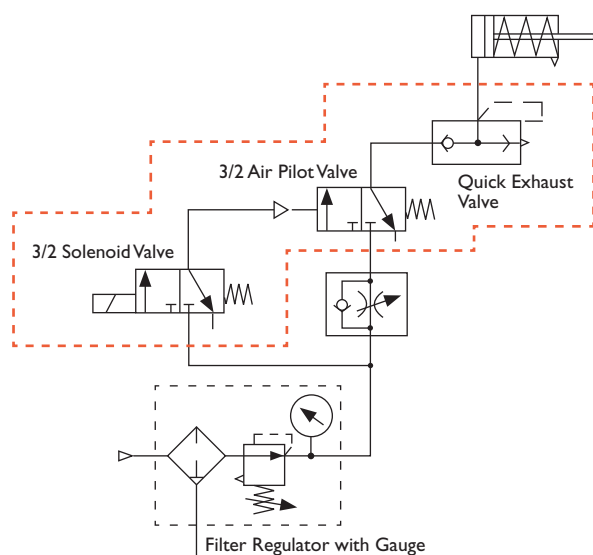 3/2 Air Pilot Valve
Quick Exhaust
Valve
3/2 Solenoid Valve
Filter Regulator with Gauge